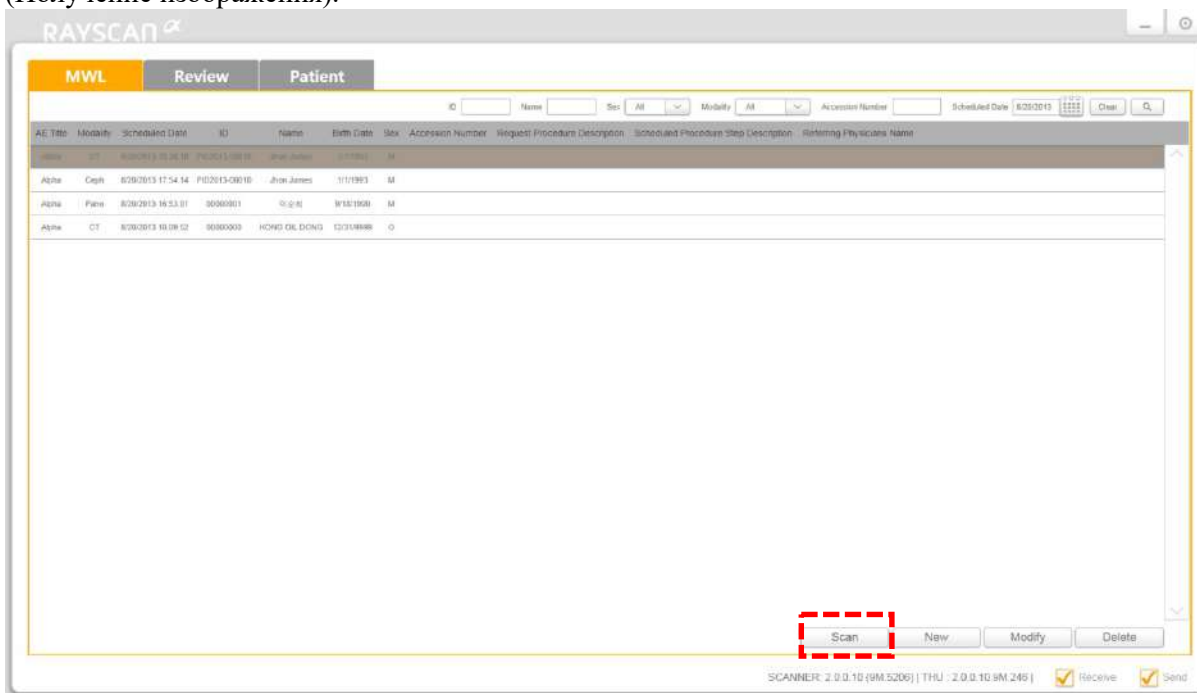 (Получение изображения).
RAYSCAN α
MWL Review Patient
ID Name Sex All Modality All Accession Number Scheduled Date 8/20/2013 Clear
AE Title Modality Scheduled Date ID Name Birth Date Sex Accession Number Request Procedure Description Scheduled Procedure Step Description Referring Physicians Name
CT M
Alpha Ceph 8/20/2013 17:54:14 PID2013-08010 Jhon James 1/1/1993 M
Alpha Pano 8/20/2013 16:53:01 00000001 M
Alpha CT 8/20/2013 10:09:52 00000003 HONG GIL DONG 12/31/9999 O
Scan New Modify Delete
SCANNER: 2.0.0.10 (9M.5206) | THU : 2.0.0.10.9M.246 | Receive Send